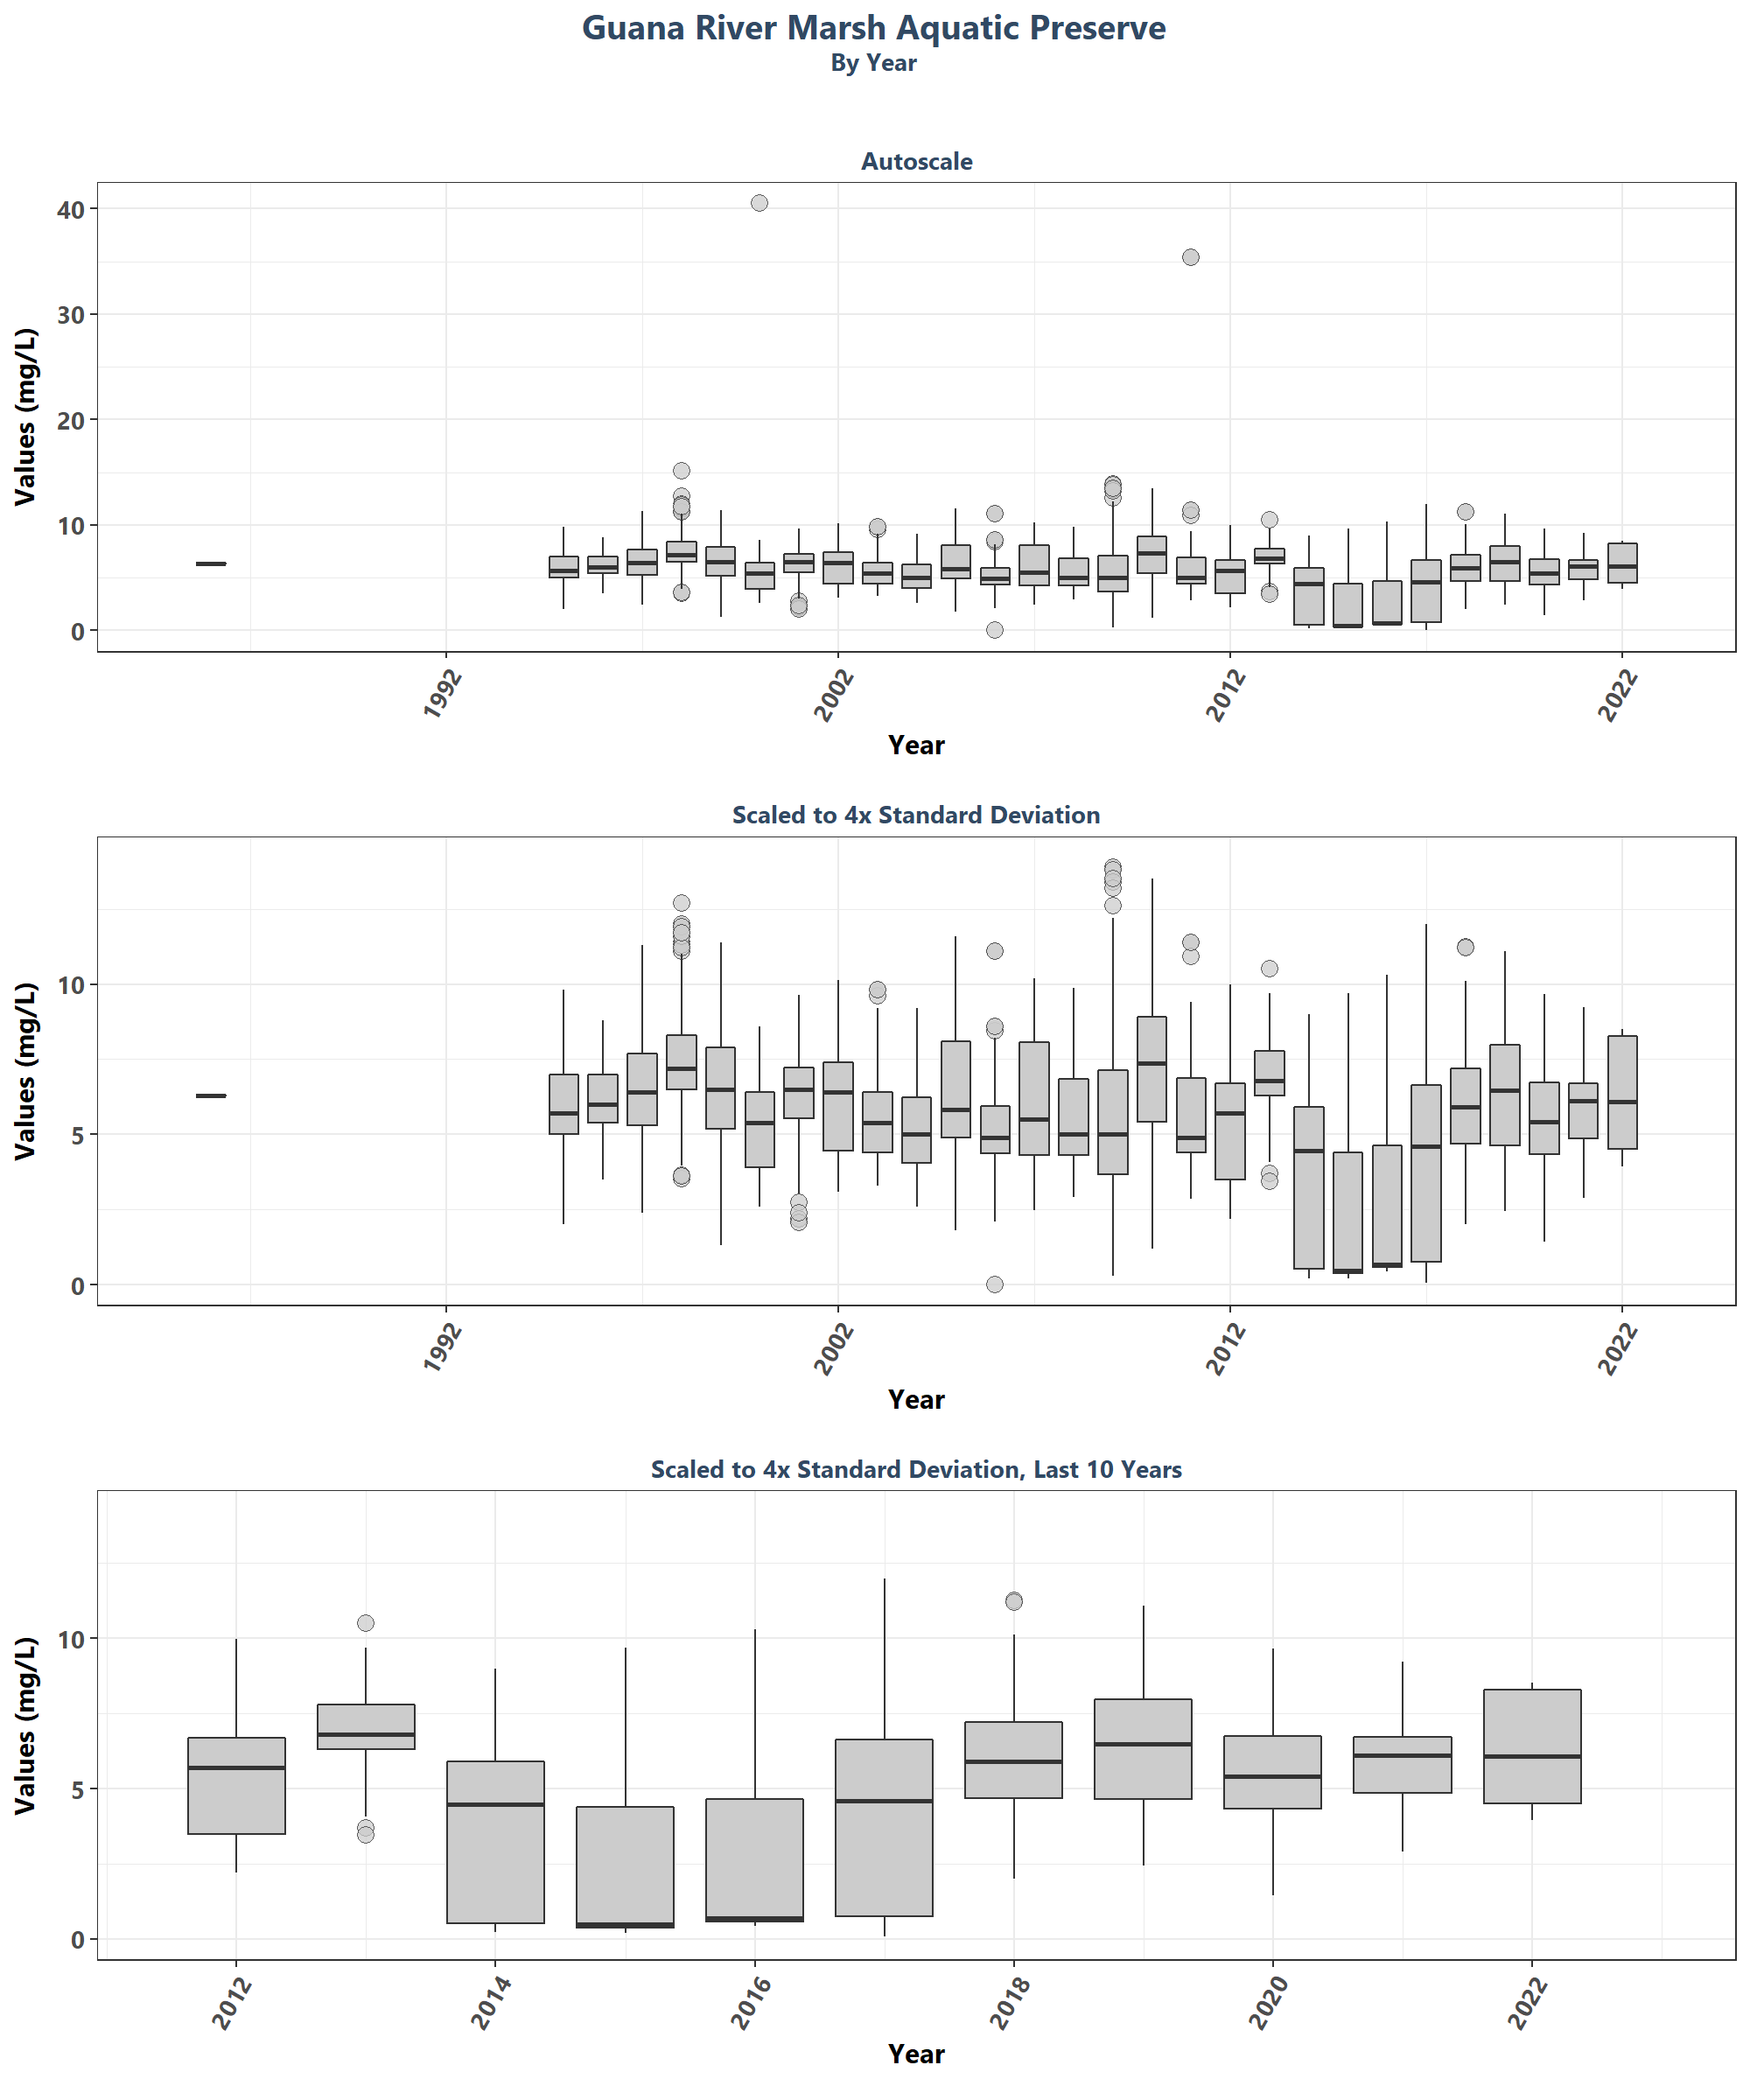 Guana River Marsh Aquatic Preserve
By Year
Autoscale
Values (mg/L)
40
30
20
10
0
1992
2002
2012
2022
Year
Scaled to 4x Standard Deviation
Values (mg/L)
10
5
0
1992
2002
2012
2022
Year
Scaled to 4x Standard Deviation, Last 10 Years
Values (mg/L)
10
5
0
2012
2014
2016
2018
2020
2022
Year